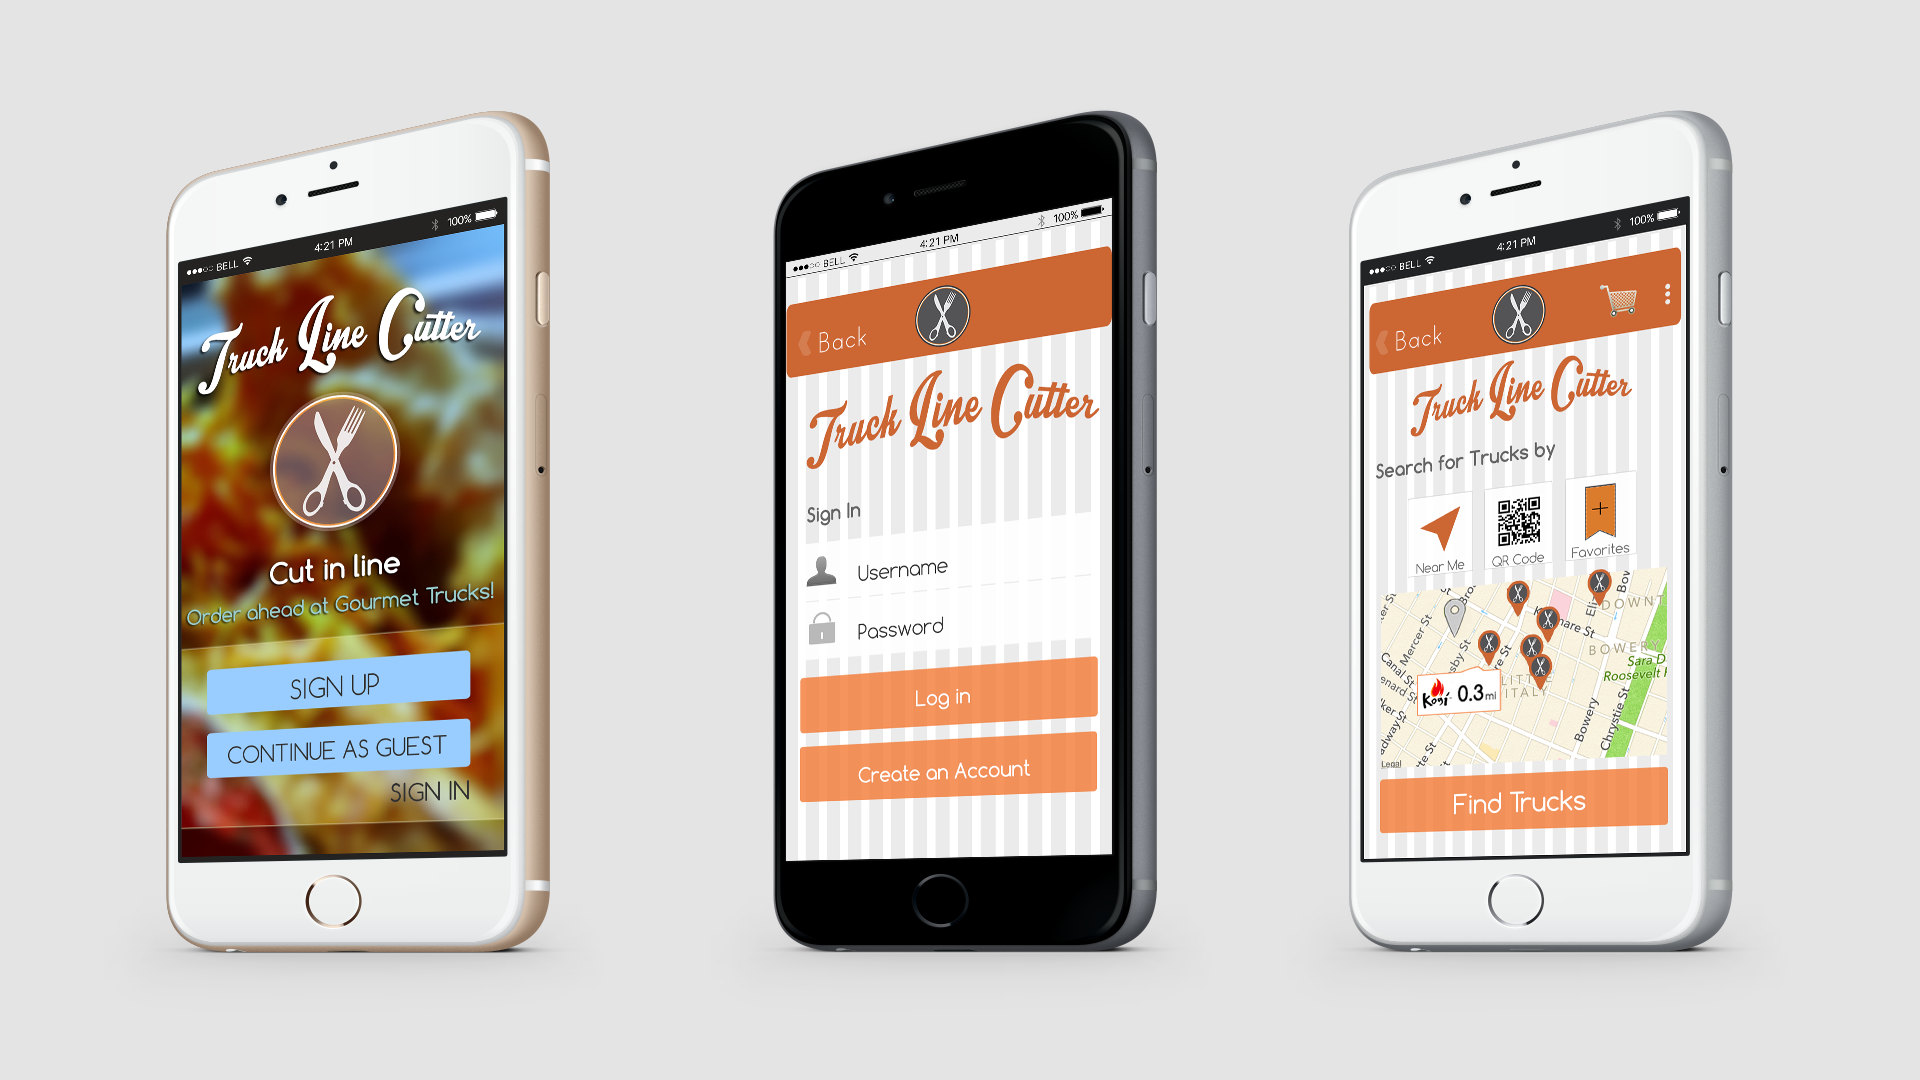 BELL 4:21 PM 100%
Truck Line Cutter
Cut in line
Order ahead at Gourmet Trucks!
SIGN UP
CONTINUE AS GUEST
SIGN IN
BELL 4:21 PM 100%
Back
Truck Line Cutter
Sign In
Username
Password
Log in
Create an Account
BELL 4:21 PM 100%
Back
Truck Line Cutter
Search for Trucks by
Near Me
QR Code
Favorites
DOWNT
BOWERY
Mercer St
Canal St
Sara D
Roosevelt
LITTLE
ITALY
Kogi 0.3mi
Bowery
Chrystie St
Legal
Find Trucks